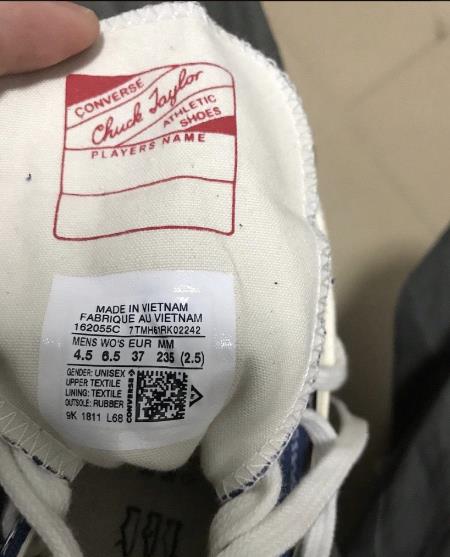 CONVERSE
Chuck Taylor
ATHLETIC
SHOES
PLAYERS NAME
MADE IN VIETNAM
FABRIQUE AU VIETNAM
162055C 7TMH61RK02242
MENS WO'S EUR MM
4.5 6.5 37 235 (2.5)
GENDER: UNISEX
UPPER: TEXTILE
LINING: TEXTILE
OUTSOLE: RUBBER
CONVERSE
9K 1811 L68